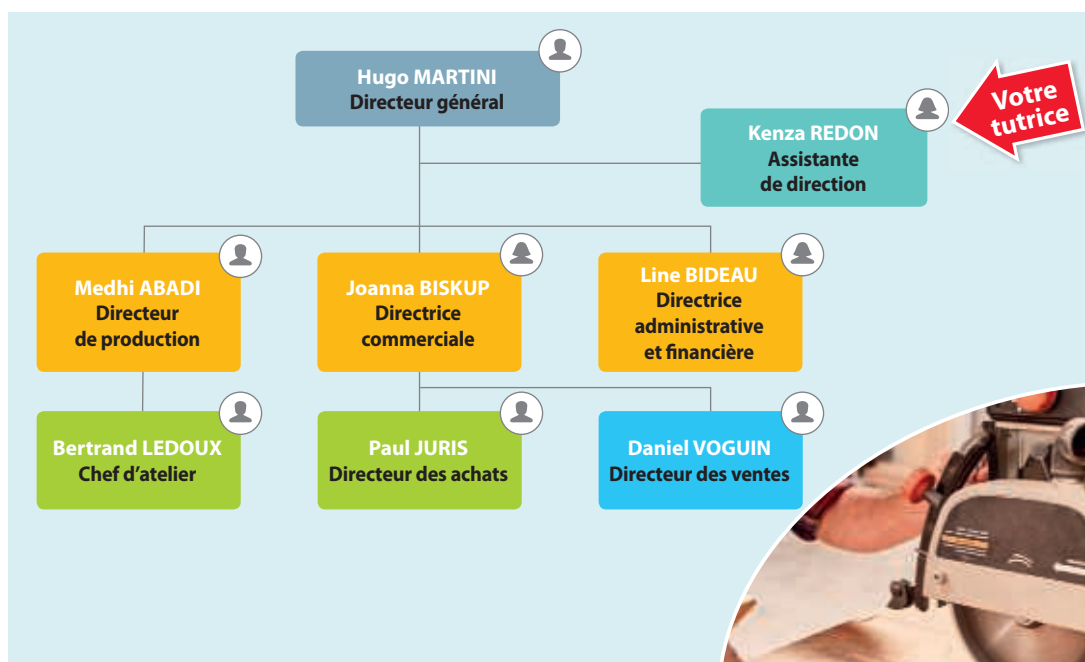 Hugo MARTINI
Directeur général
Votre
tutrice
Kenza REDON
Assistante
de direction
Medhi ABADI
Directeur
de production
Joanna BISKUP
Directrice
commerciale
Line BIDEAU
Directrice
administrative
et financière
Bertrand LEDOUX
Chef d’atelier
Paul JURIS
Directeur des achats
Daniel VOGUIN
Directeur des ventes